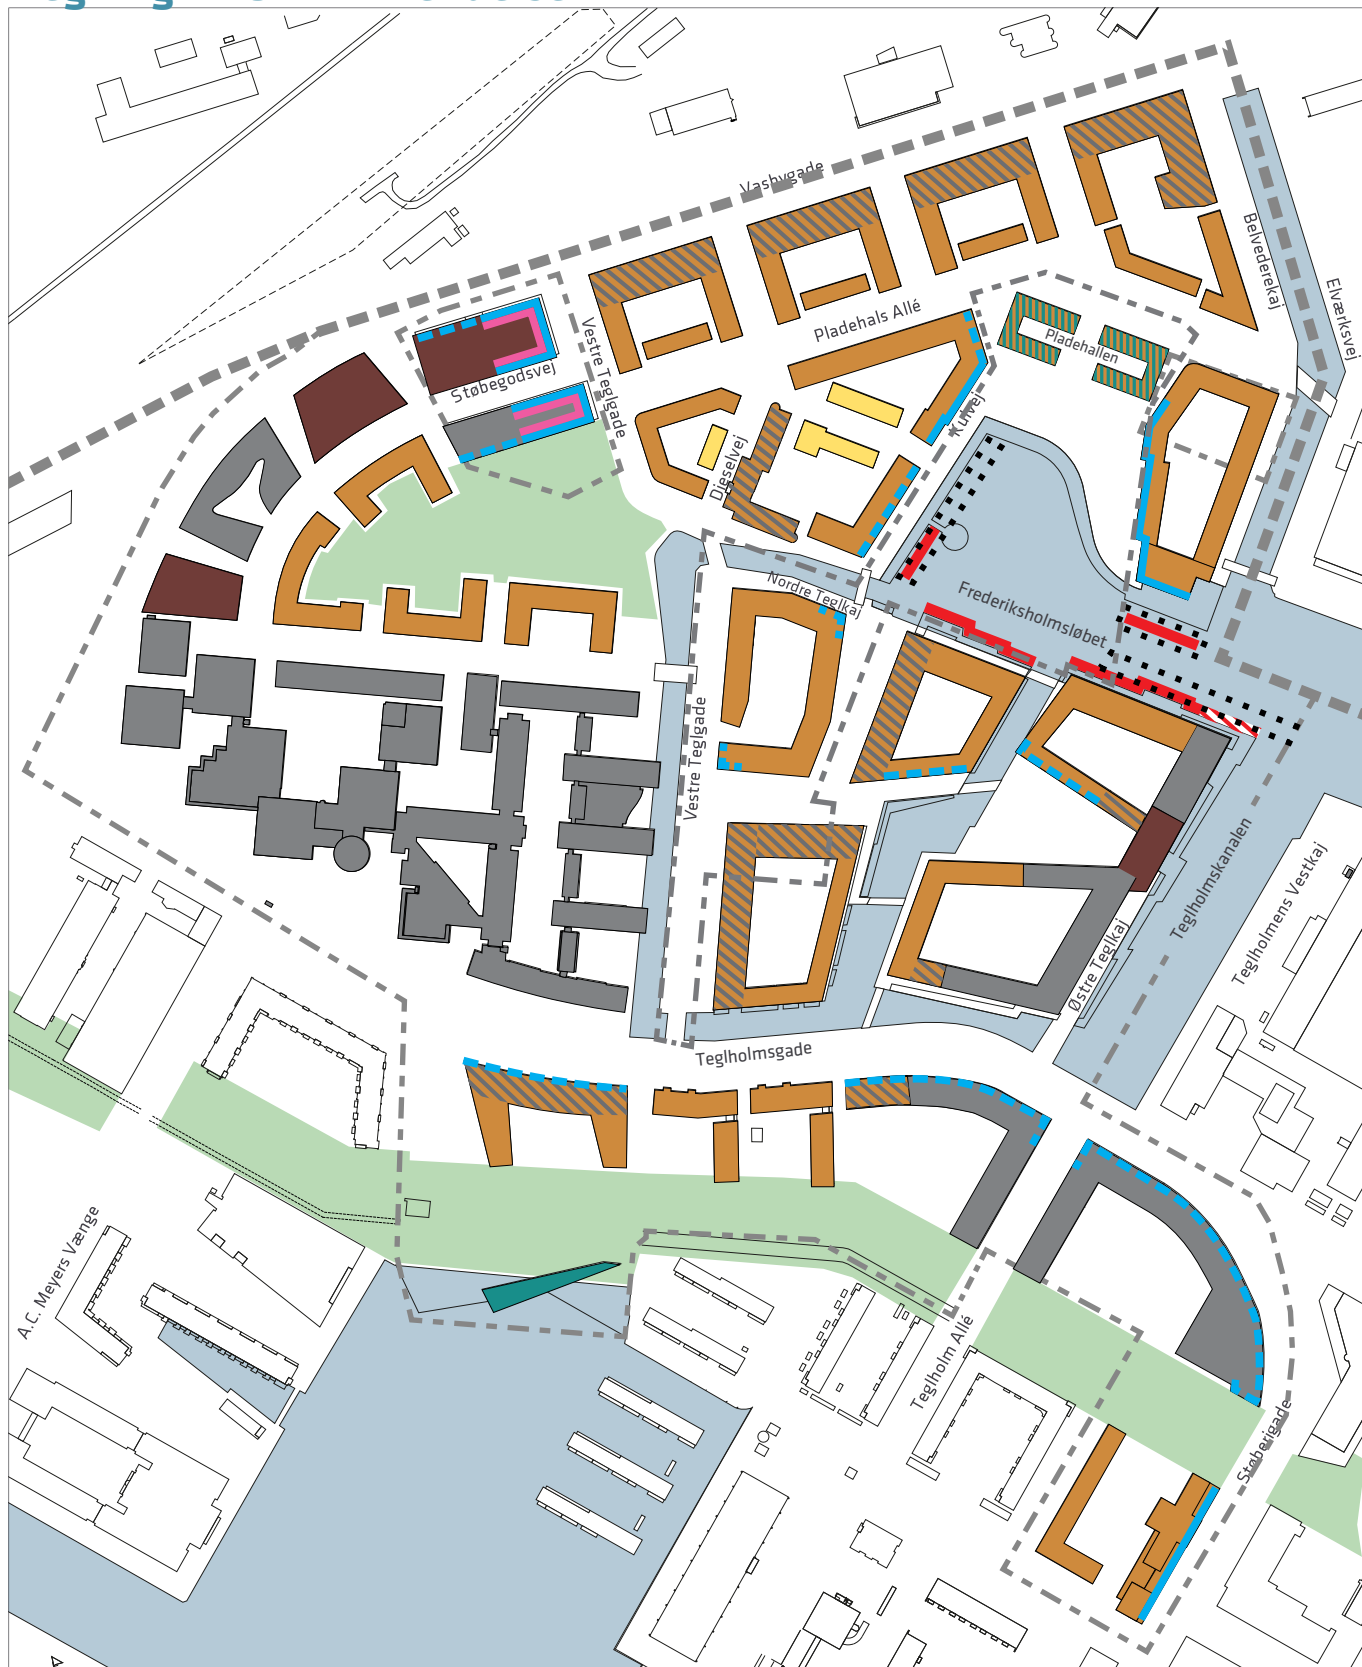 Vasbygade
Belvederekaj
Elværksvej
Pladehals Allé
Pladehallen
Vestre Teglgade
Støbegodsvej
Kulvej
Dieselvej
Nordre Teglkaj
Frederiksholmsløbet
Vestre Teglgade
Teglholmskanalen
Teglholmens Vestkaj
Østre Teglkaj
Teglholmsgade
A.C. Meyers Vænge
Teglholm Allé
Støberigade